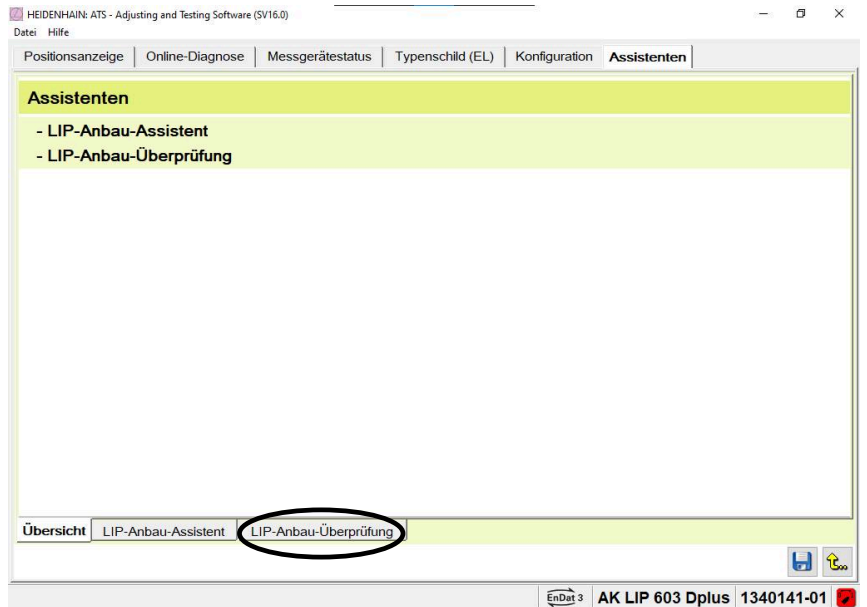 HEIDENHAIN: ATS - Adjusting and Testing Software (SV16.0)
Datei Hilfe
Positionsanzeige Online-Diagnose Messgerätestatus Typenschild (EL) Konfiguration Assistenten
Assistenten
- LIP-Anbau-Assistent
- LIP-Anbau-Überprüfung
Übersicht LIP-Anbau-Assistent LIP-Anbau-Überprüfung
EnDat 3 AK LIP 603 Dplus 1340141-01